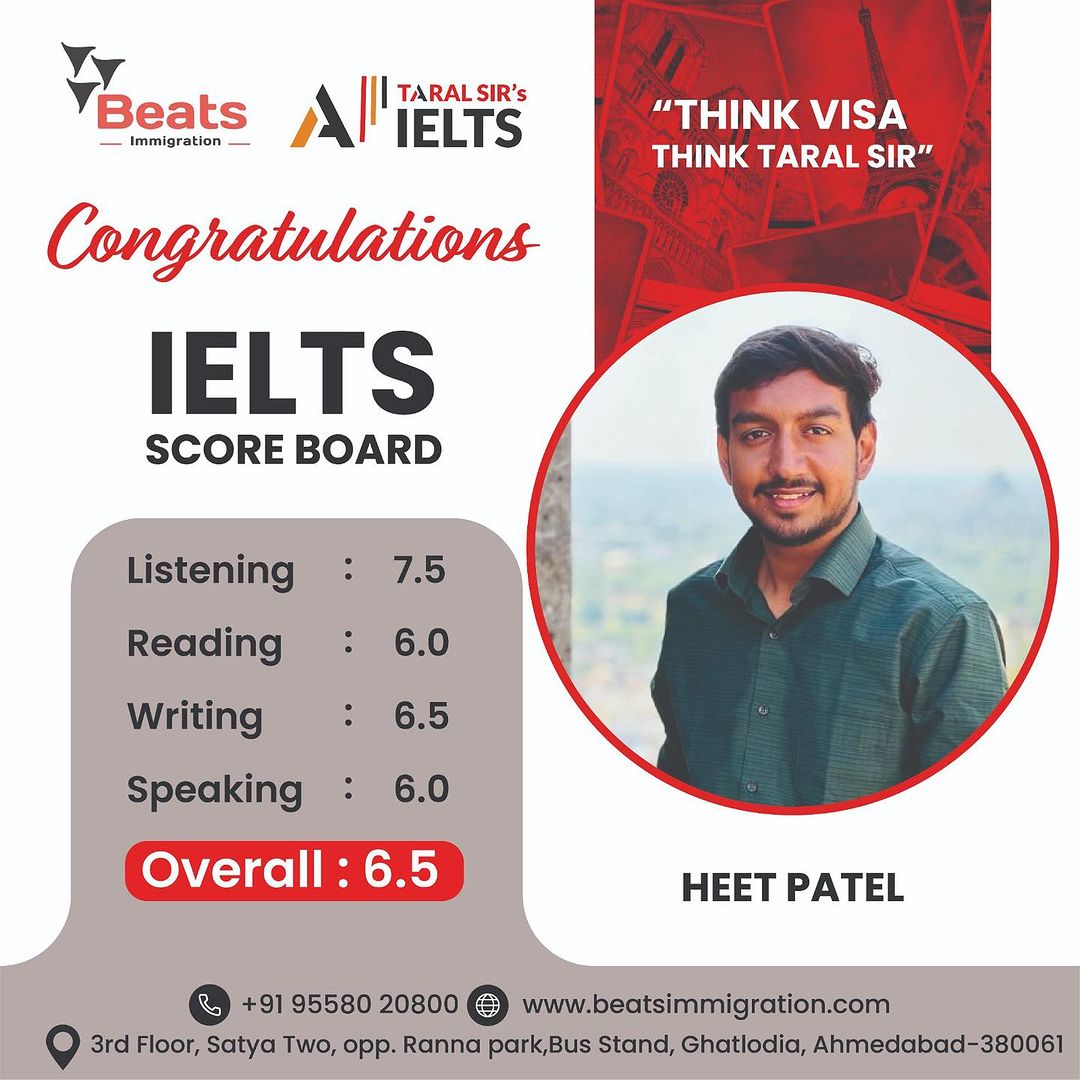 Beats
Immigration
TARAL SIR's
IELTS
"THINK VISA
THINK TARAL SIR"
Congratulations
IELTS
SCORE BOARD
Listening : 7.5
Reading : 6.0
Writing : 6.5
Speaking : 6.0
Overall : 6.5
HEET PATEL
+91 95580 20800 www.beatsimmigration.com
3rd Floor, Satya Two, opp. Ranna park,Bus Stand, Ghatlodia, Ahmedabad-380061